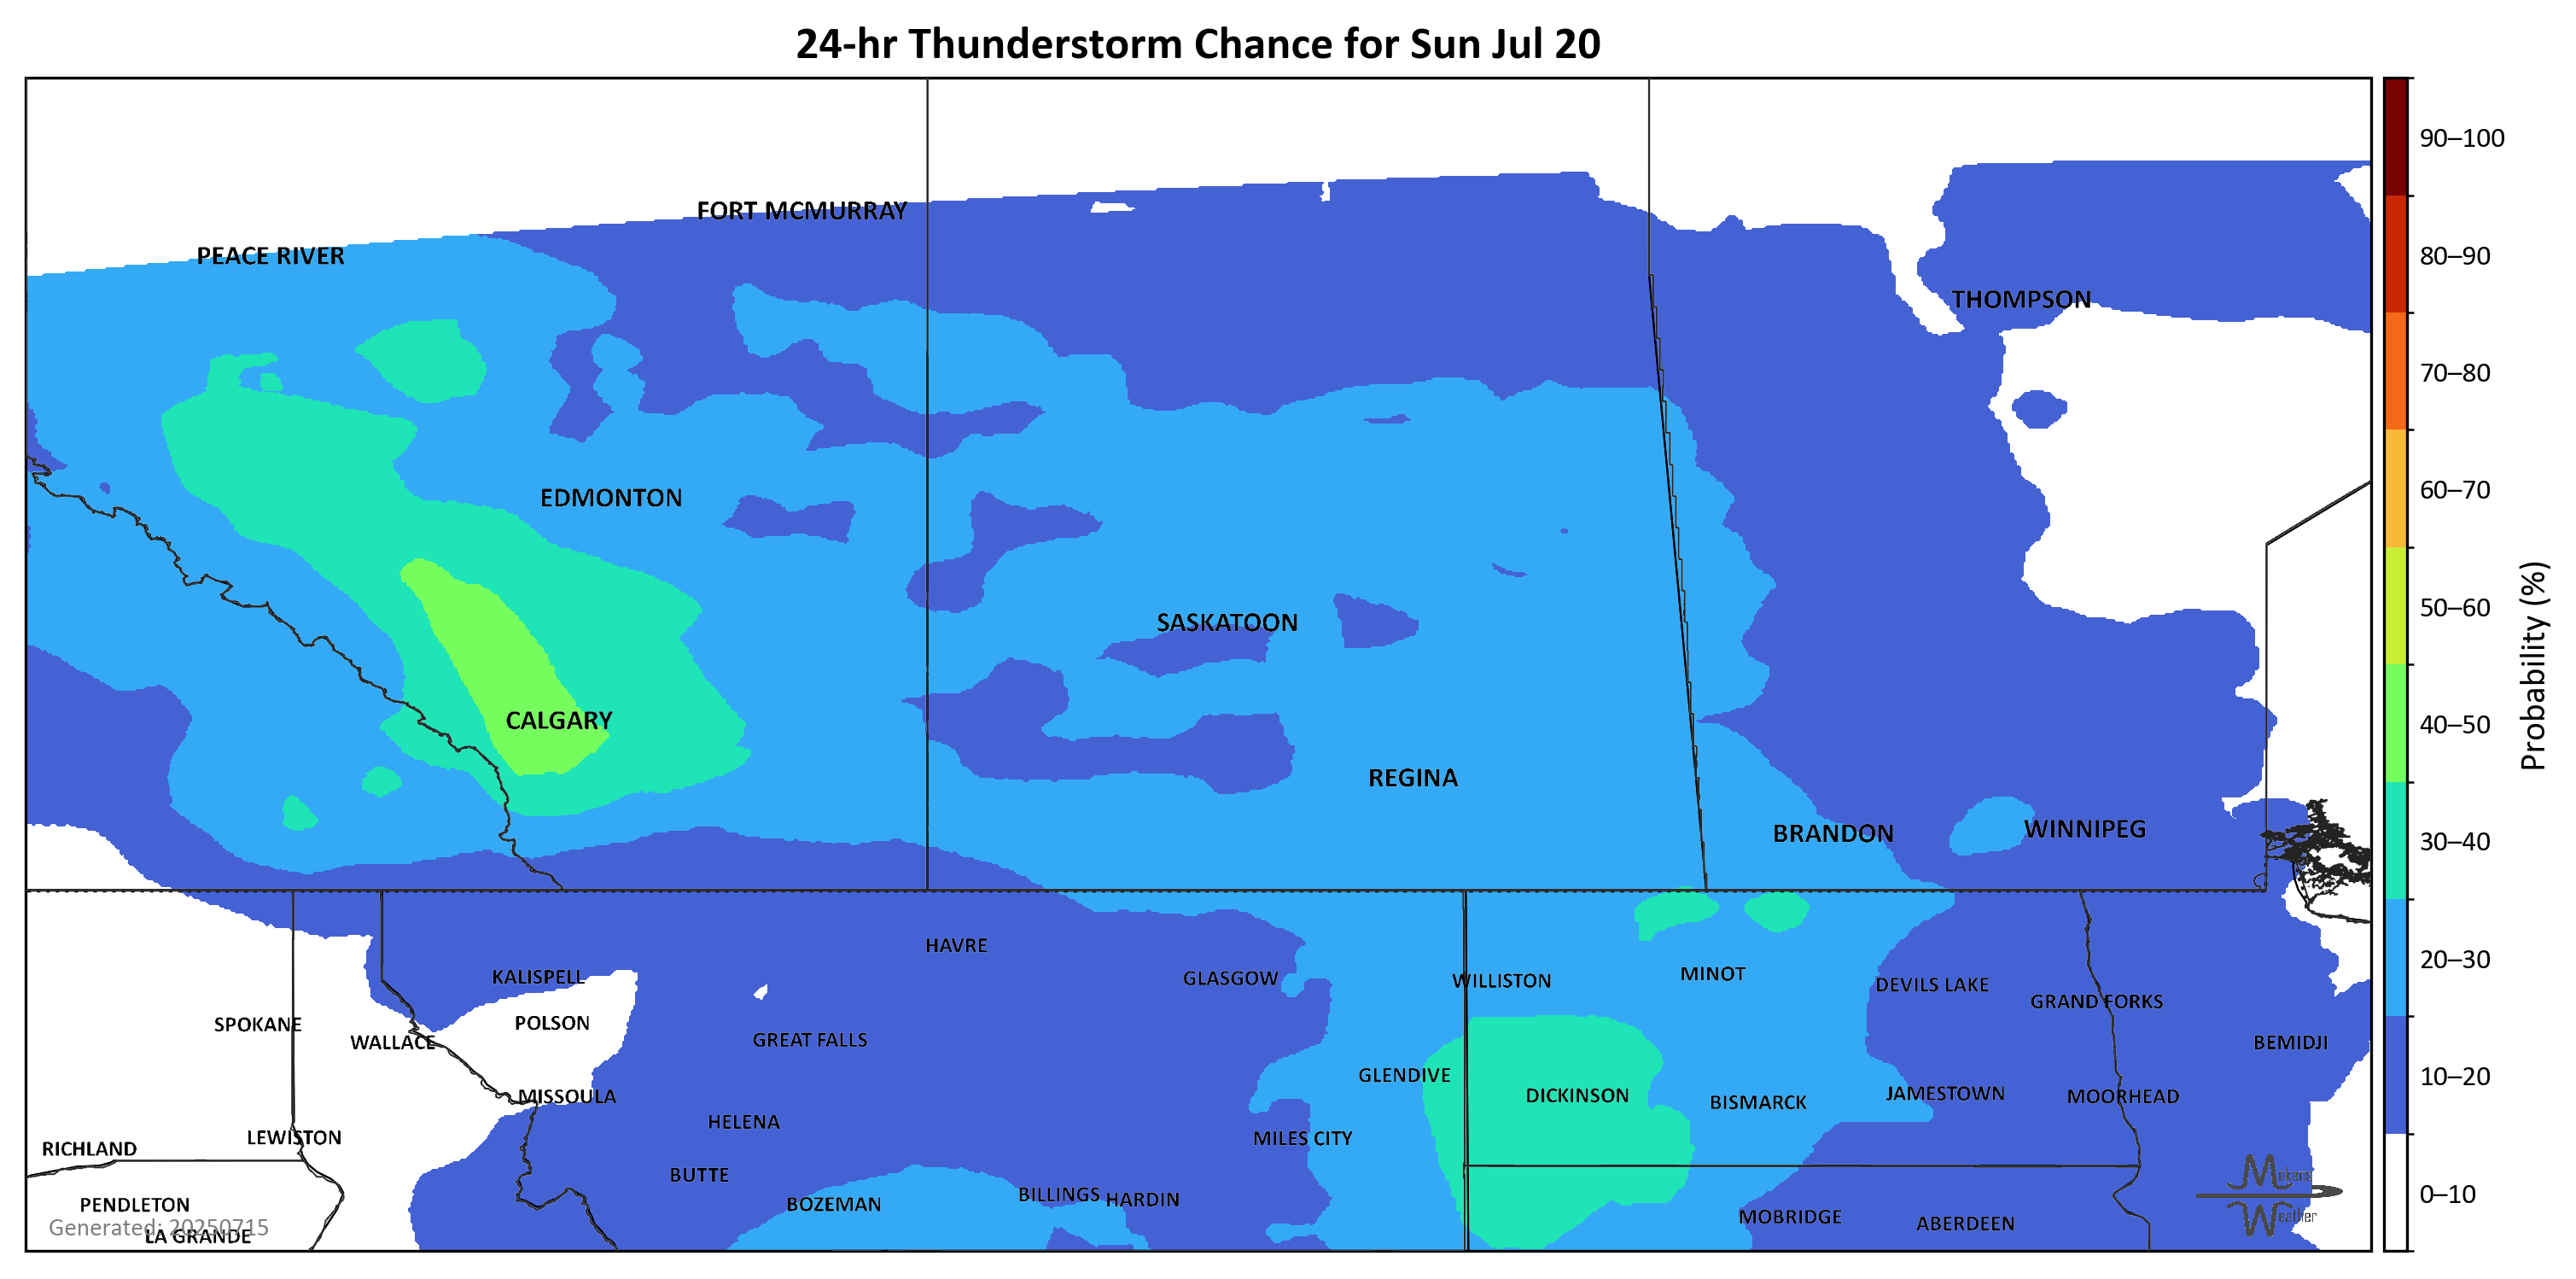 24-hr Thunderstorm Chance for Sun Jul 20
90–100
FORT MCMURRAY
PEACE RIVER
80–90
THOMPSON
70–80
60–70
EDMONTON
50–60
SASKATOON
Probability (%)
CALGARY
40–50
REGINA
BRANDON
WINNIPEG
30–40
HAVRE
20–30
KALISPELL
GLASGOW
WILLISTON
MINOT
DEVILS LAKE
GRAND FORKS
SPOKANE
POLSON
WALLACE
GREAT FALLS
BEMIDJI
GLENDIVE
10–20
MISSOULA
DICKINSON
BISMARCK
JAMESTOWN
MOORHEAD
HELENA
LEWISTON
MILES CITY
RICHLAND
BUTTE
Makens
Weather
0–10
PENDLETON
BOZEMAN
BILLINGS
HARDIN
MOBRIDGE
ABERDEEN
Generated: 20250715
LA GRANDE